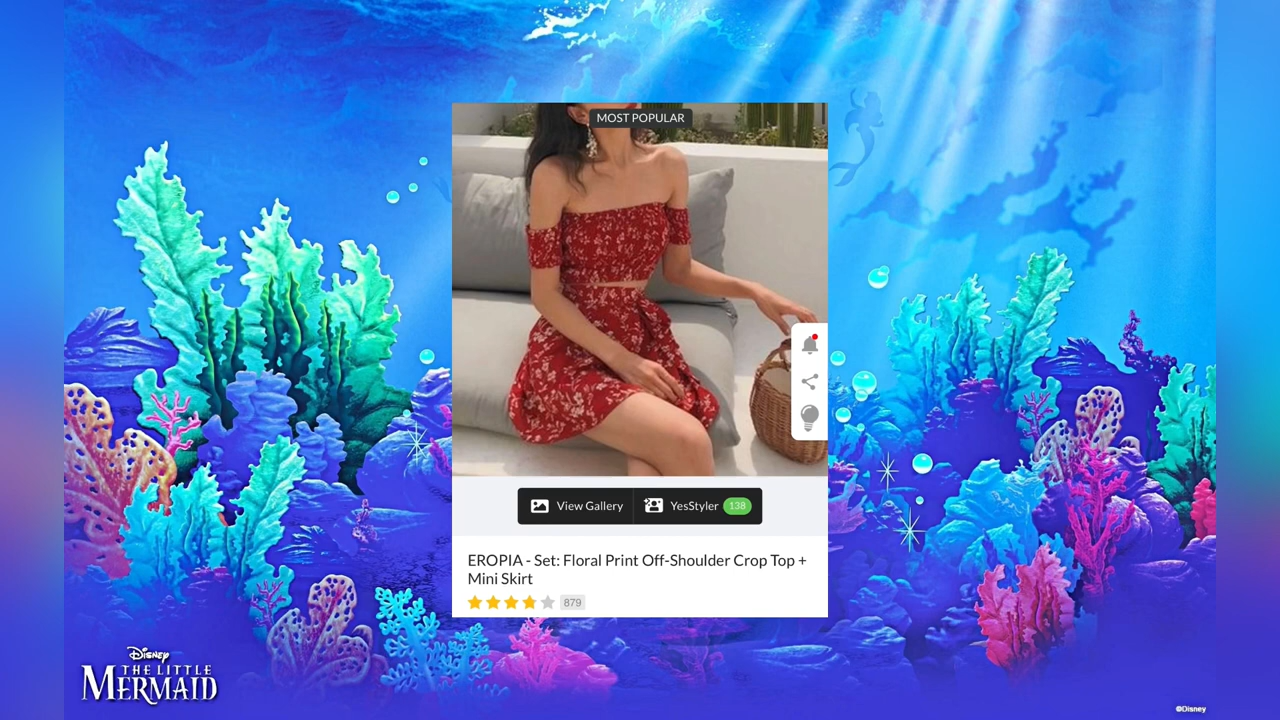 MOST POPULAR
View Gallery
YesStyler 138
EROPIA - Set: Floral Print Off-Shoulder Crop Top +
Mini Skirt
879
Disney
THE LITTLE
MERMAID
©Disney